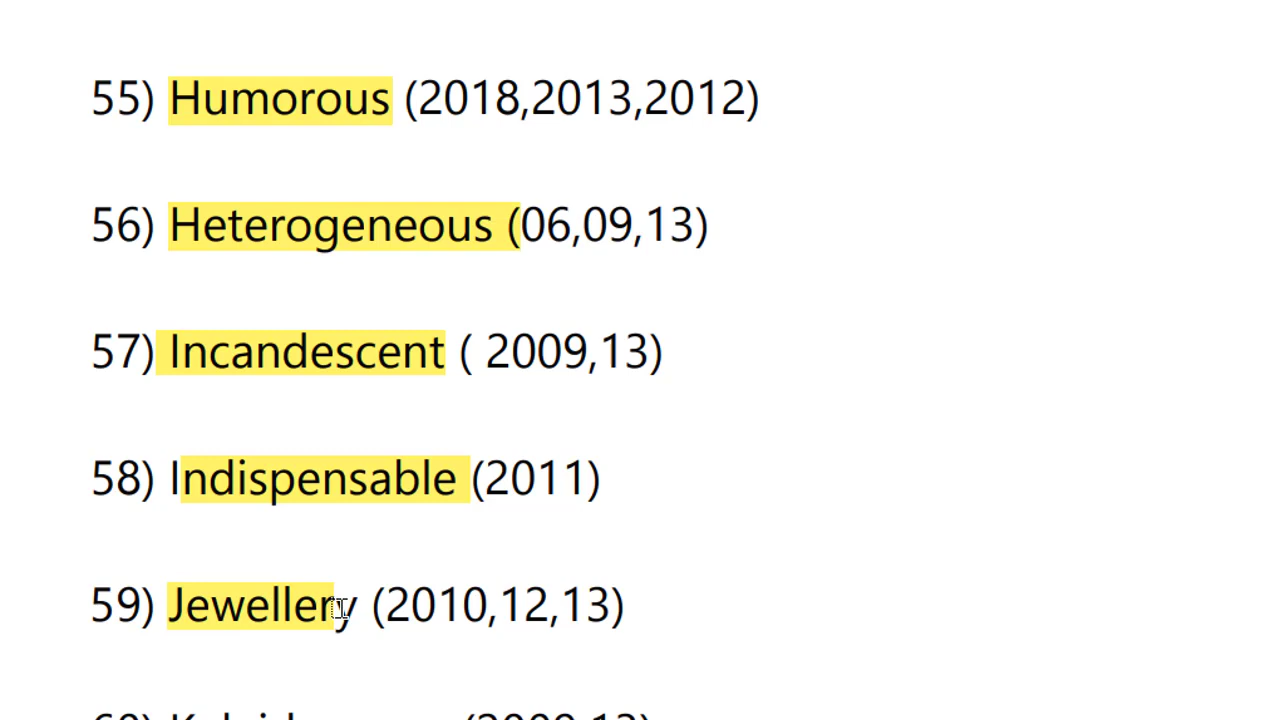 55) Humorous (2018,2013,2012)
56) Heterogeneous (06,09,13)
57) Incandescent ( 2009,13)
58) Indispensable (2011)
59) Jewellery (2010,12,13)